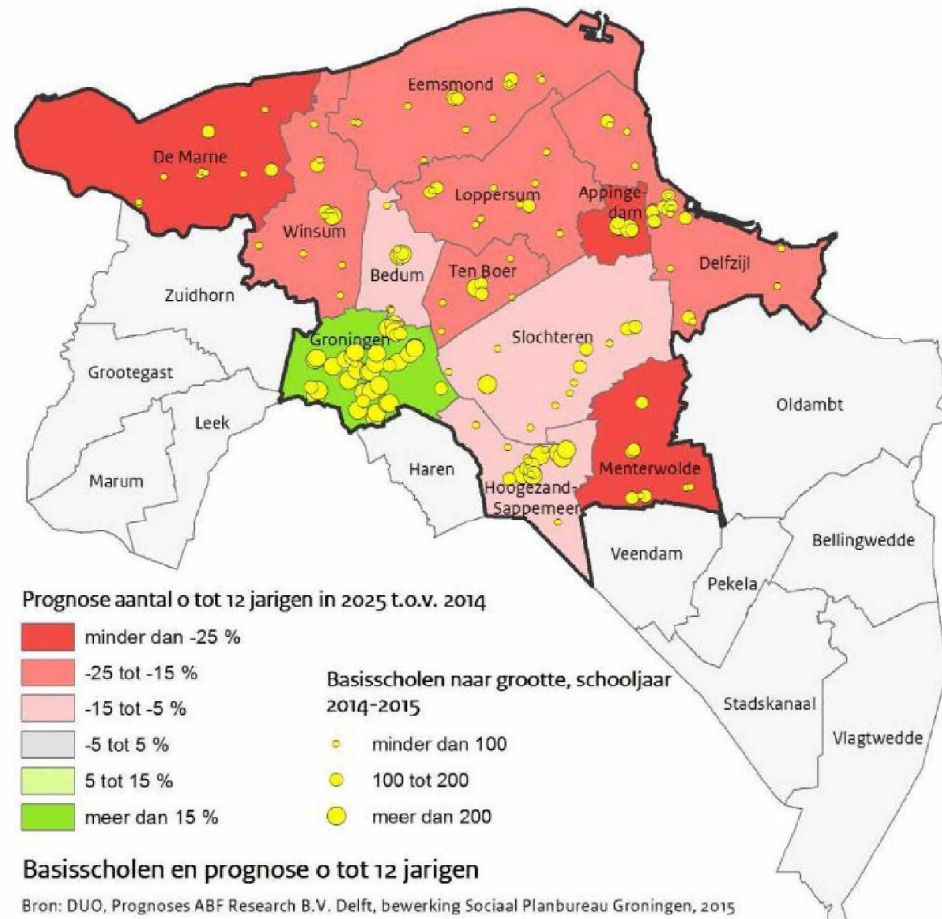 Eemsmond
De Marne
Loppersum
Appinge-
dam
Winsum
Bedum
Ten Boer
Delfzijl
Zuidhorn
Groningen
Slochteren
Grootegast
Oldambt
Leek
Haren
Menterwolde
Marum
Hoogezand-
Sappemeer
Veendam
Bellingwedde
Pekela
Stadskanaal
Vlagtwedde
Prognose aantal 0 tot 12 jarigen in 2025 t.o.v. 2014
minder dan -25 %
-25 tot -15 %
-15 tot -5 %
-5 tot 5 %
5 tot 15 %
meer dan 15 %
Basisscholen naar grootte, schooljaar
2014-2015
minder dan 100
100 tot 200
meer dan 200
Basisscholen en prognose 0 tot 12 jarigen
Bron: DUO, Prognoses ABF Research B.V. Delft, bewerking Sociaal Planbureau Groningen, 2015